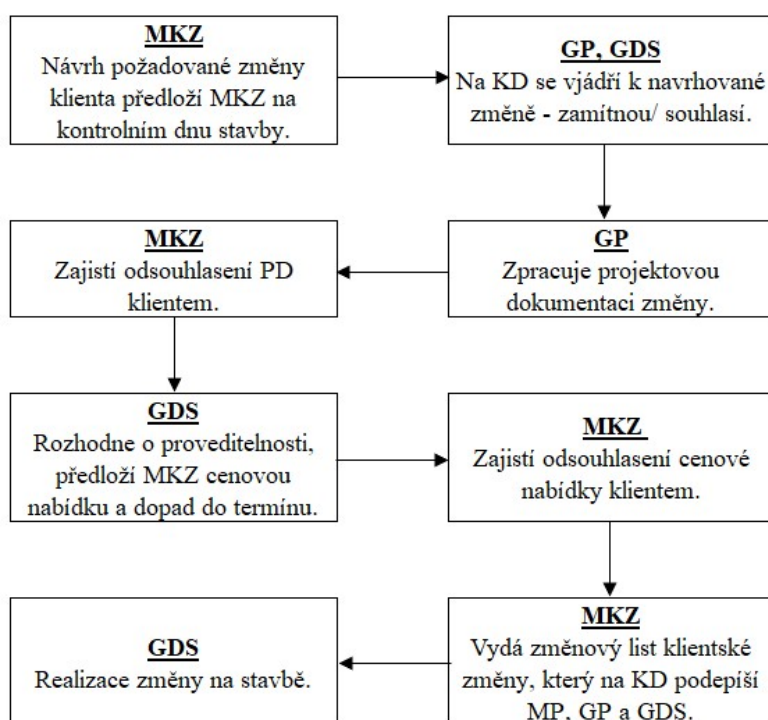 MKZ
Návrh požadované změny
klienta předloží MKZ na
kontrolním dnu stavby.
GP, GDS
Na KD se vjádří k navrhované
změně - zamítnou/ souhlasí.
GP
Zpracuje projektovou
dokumentaci změny.
MKZ
Zajistí odsouhlasení PD
klientem.
GDS
Rozhodne o proveditelnosti,
předloží MKZ cenovou
nabídku a dopad do termínu.
MKZ
Zajistí odsouhlasení cenové
nabídky klientem.
MKZ
Vydá změnový list klientské
změny, který na KD podepíší
MP, GP a GDS.
GDS
Realizace změny na stavbě.